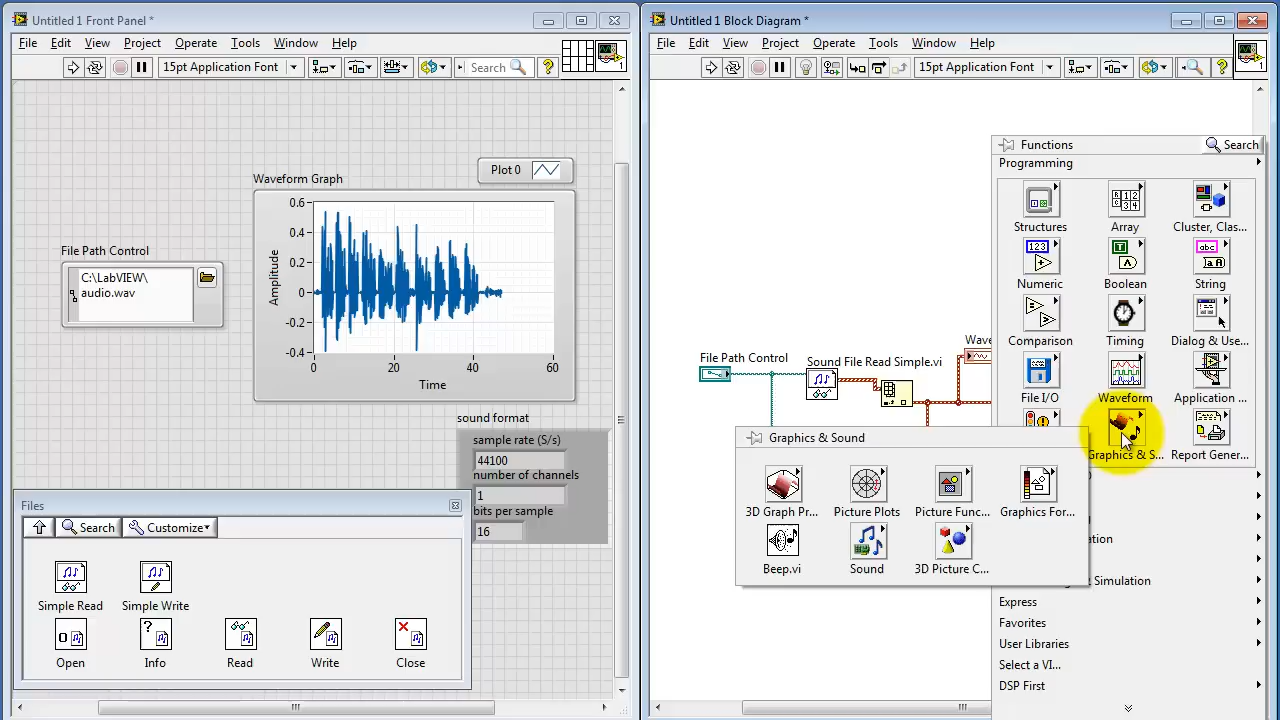 Untitled 1 Front Panel *
File Edit View Project Operate Tools Window Help
15pt Application Font
Search
?
1
Plot 0
Waveform Graph
0.6
0.4
0.2
0
-0.2
-0.4
Amplitude
0 20 40 60
Time
File Path Control
C:\LabVIEW\
audio.wav
sound format
sample rate (S/s)
44100
number of channels
1
bits per sample
16
Files
Search Customize
Simple Read Simple Write
Open Info Read Write Close
Untitled 1 Block Diagram *
File Edit View Project Operate Tools Window Help
15pt Application Font
?
1
File Path Control
Sound File Read Simple.vi
Wave
Functions
Search
Programming
Structures Array Cluster, Clas...
Numeric Boolean String
Comparison Timing Dialog & Use...
File I/O Waveform Application ...
Graphics & S... Report Gener...
Graphics & Sound
3D Graph Pr... Picture Plots Picture Func... Graphics For...
Beep.vi Sound 3D Picture C...
ation
& Simulation
Express
Favorites
User Libraries
Select a VI...
DSP First